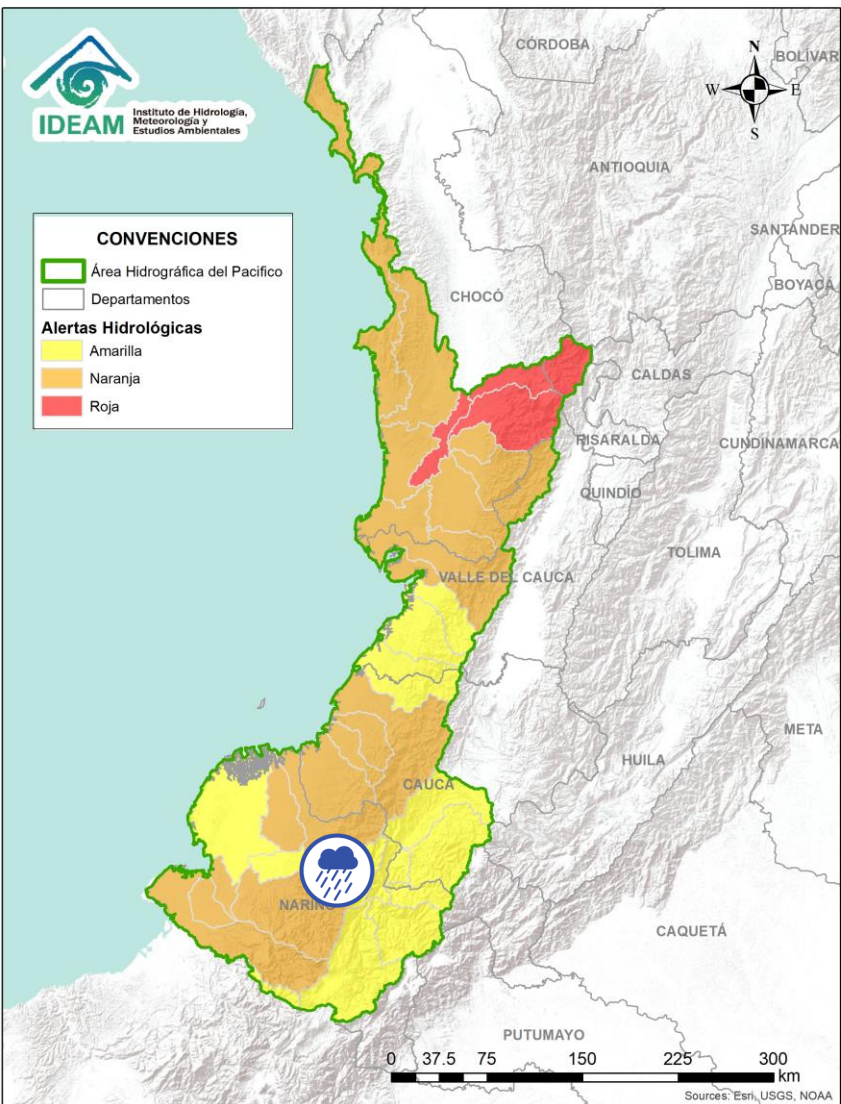 IDEAM
Instituto de Hidrología,
Meteorología y
Estudios Ambientales
CONVENCIONES
Área Hidrográfica del Pacifico
Departamentos
Alertas Hidrológicas
Amarilla
Naranja
Roja
N
W
E
S
CÓRDOBA
BOLÍVAR
ANTIOQUIA
SANTANDER
BOYACÁ
CHOCÓ
CALDAS
RISARALDA
CUNDINAMARCA
QUINDÍO
TOLIMA
VALLE DEL CAUCA
META
HUILA
CAUCA
NARIÑO
CAQUETÁ
PUTUMAYO
0 37.5 75 150 225 300
km
Sources: Esri, USGS, NOAA